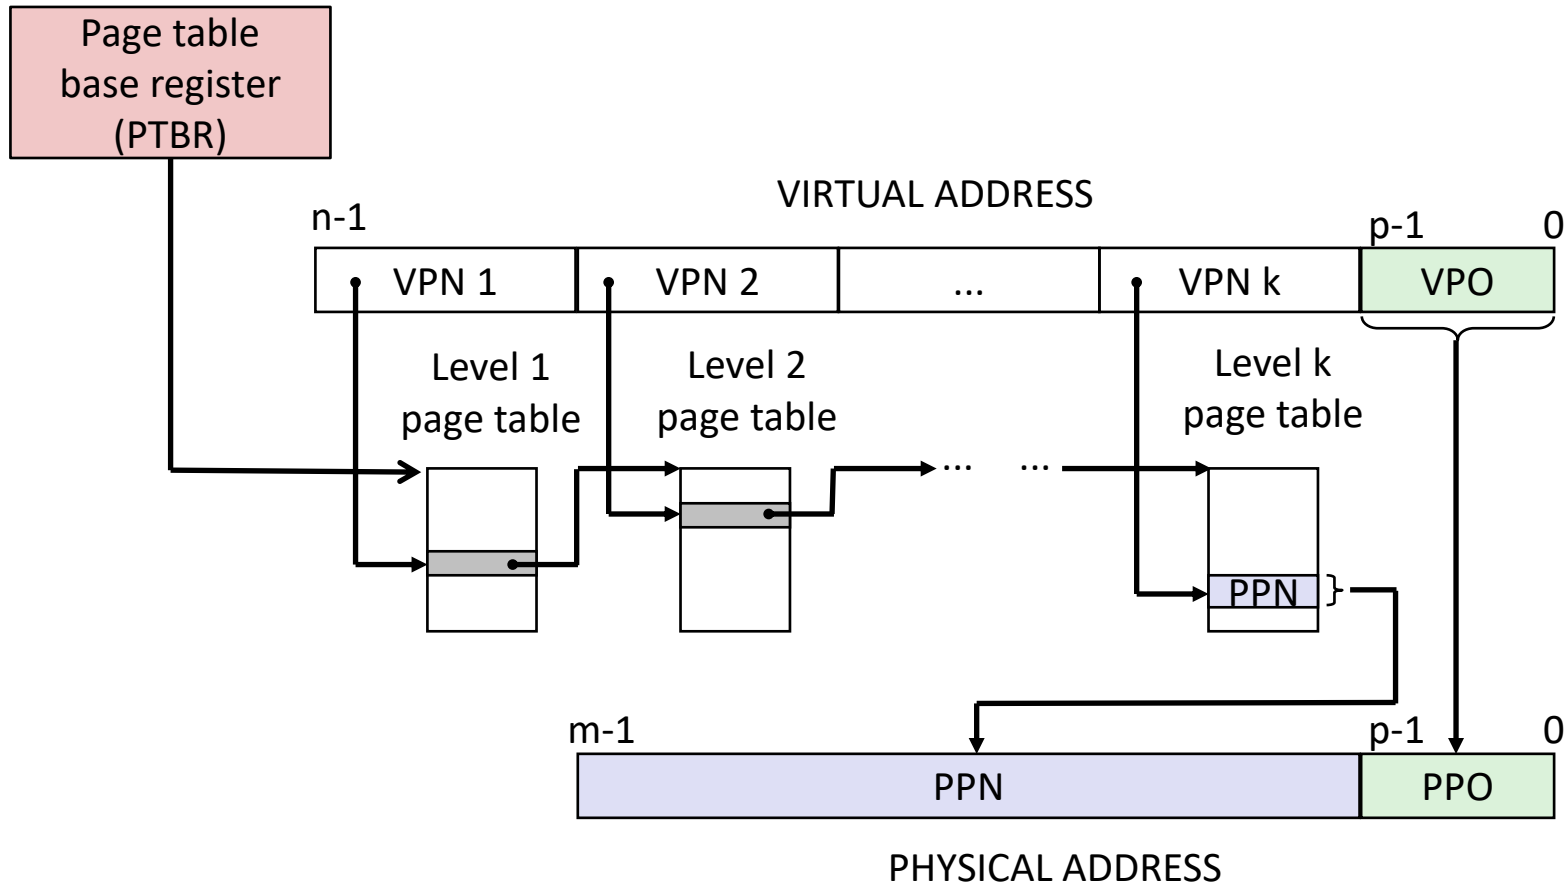 Page table
base register
(PTBR)
VIRTUAL ADDRESS
n-1
p-1
0
VPN 1
VPN 2
...
VPN k
VPO
Level 1
page table
Level 2
page table
Level k
page table
...
...
PPN
m-1
p-1
0
PPN
PPO
PHYSICAL ADDRESS